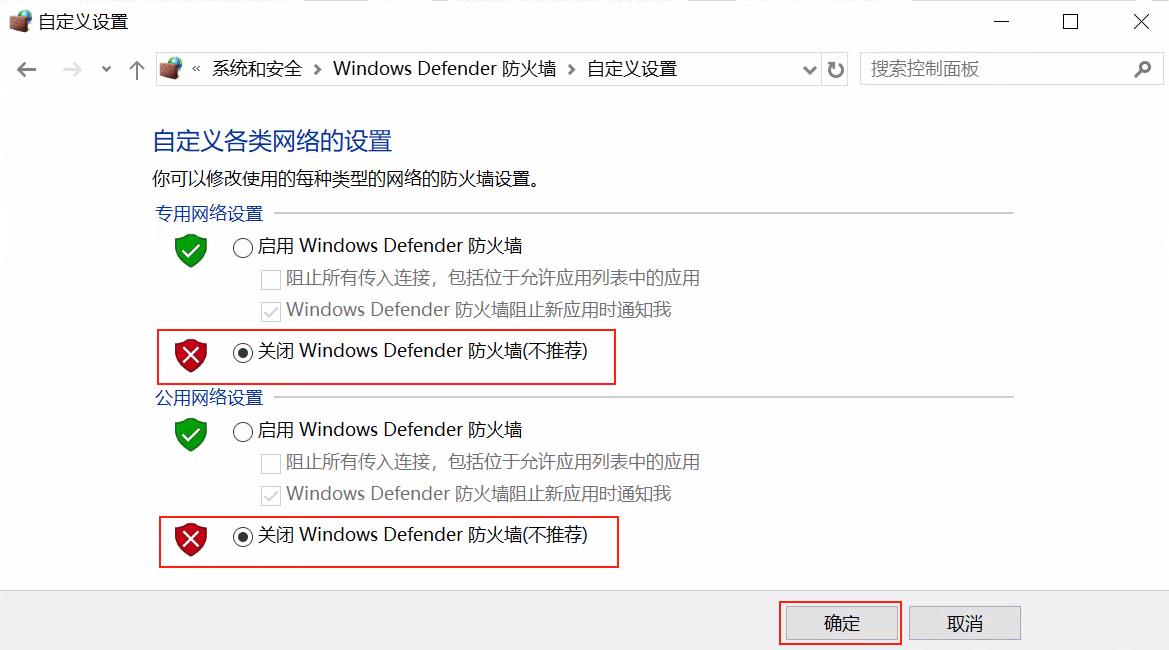 自定义设置
« 系统和安全 › Windows Defender 防火墙 › 自定义设置
搜索控制面板
自定义各类网络的设置
你可以修改使用的每种类型的网络的防火墙设置。
专用网络设置
启用 Windows Defender 防火墙
阻止所有传入连接，包括位于允许应用列表中的应用
Windows Defender 防火墙阻止新应用时通知我
关闭 Windows Defender 防火墙(不推荐)
公用网络设置
启用 Windows Defender 防火墙
阻止所有传入连接，包括位于允许应用列表中的应用
Windows Defender 防火墙阻止新应用时通知我
关闭 Windows Defender 防火墙(不推荐)
确定
取消